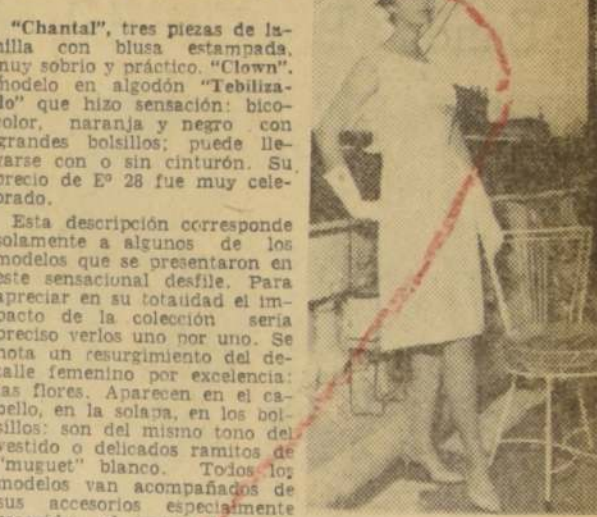 "Chantal", tres piezas de la-
nilla con blusa estampada,
muy sobrio y práctico. "Clown",
modelo en algodón "Tebiliza-
do" que hizo sensación: bico-
color, naranja y negro con
grandes bolsillos; puede lle-
varse con o sin cinturón. Su
precio de Eº 28 fue muy cele-
brado.
Esta descripción corresponde
solamente a algunos de los
modelos que se presentaron en
este sensacional desfile. Para
apreciar en su totalidad el im-
pacto de la colección sería
preciso verlos uno por uno. Se
nota un resurgimiento del de-
talle femenino por excelencia:
las flores. Aparecen en el ca-
bello, en la solapa, en los bol-
sillos: son del mismo tono del
vestido o delicados ramitos de
"muguet" blanco. Todos los
modelos van acompañados de
sus accesorios especialmente